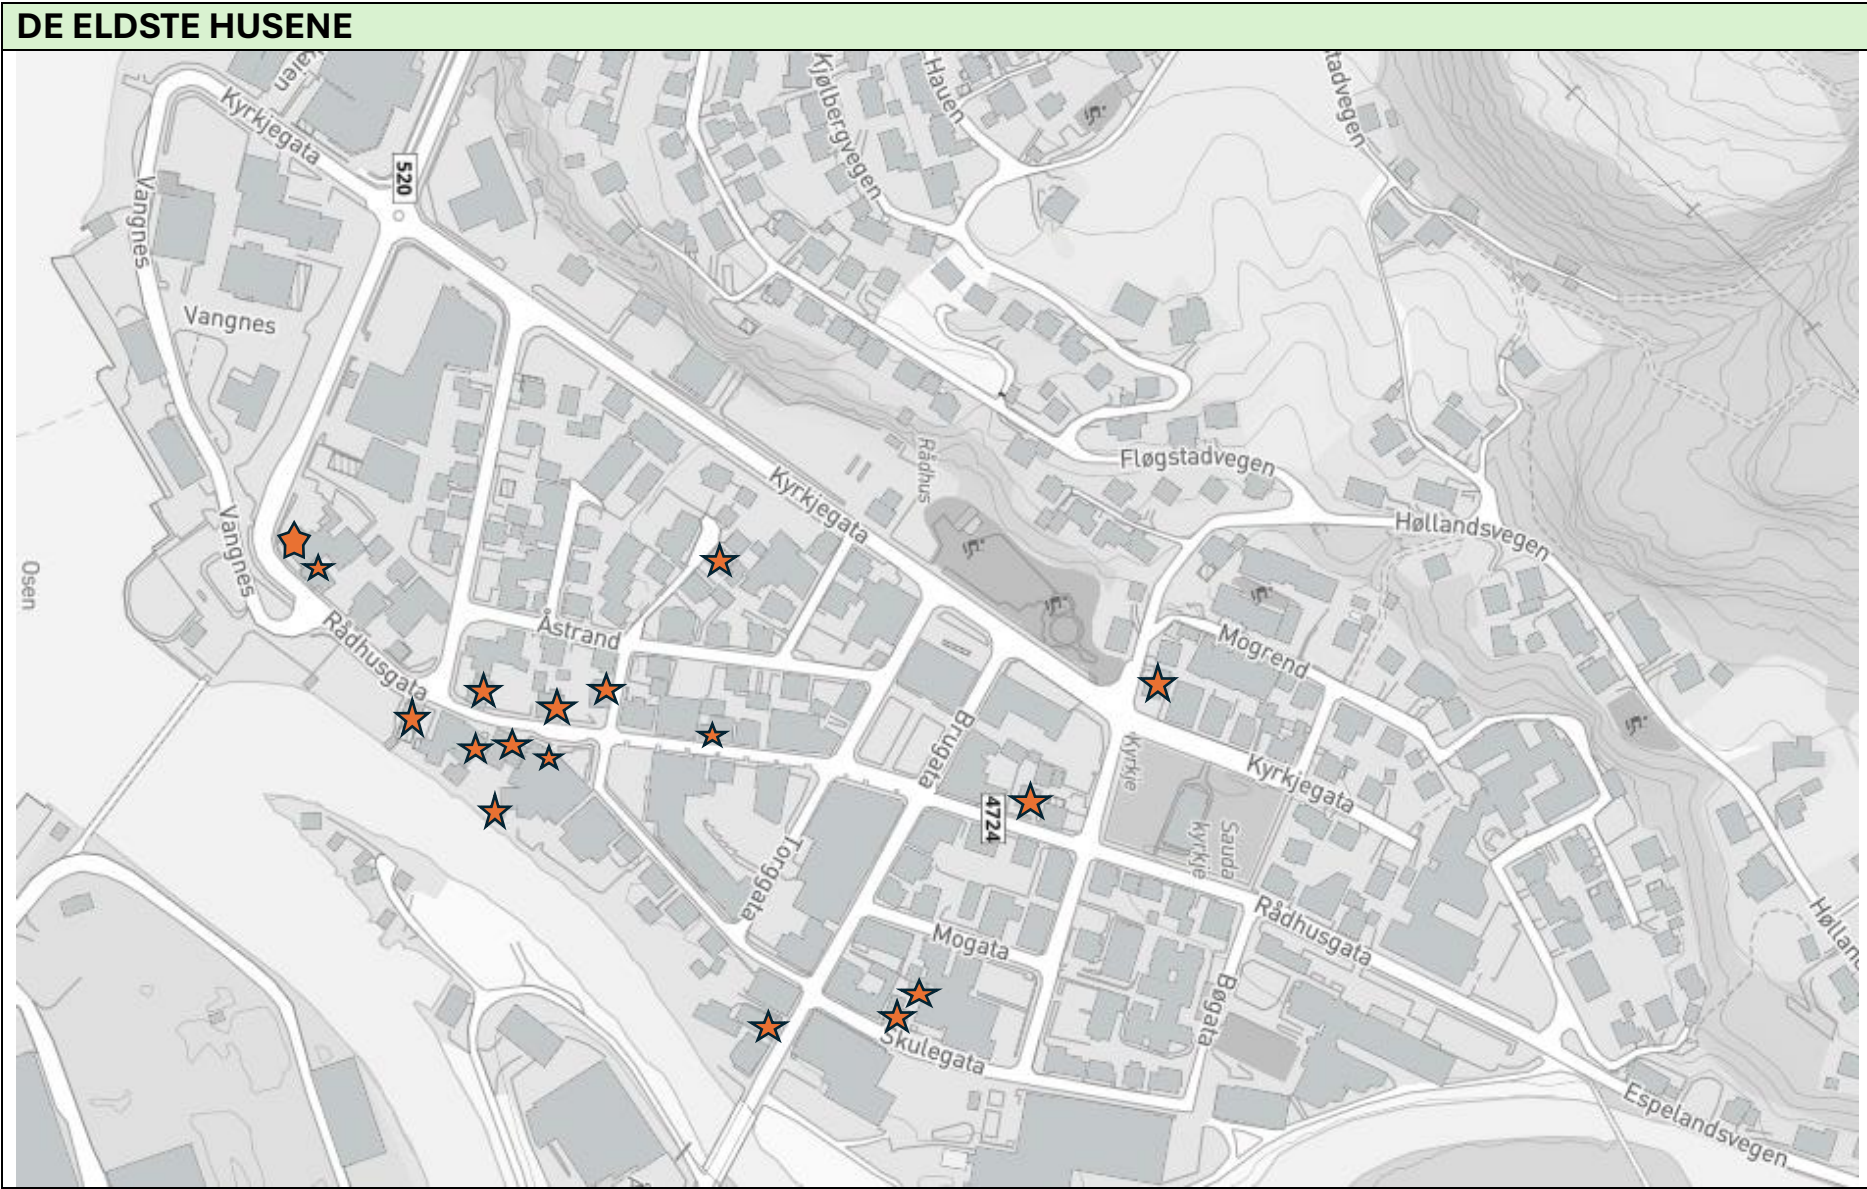 DE ELDSTE HUSENE
Kyrkjegata
520
Kjølbergvegen
Hauen
tadvegen
Vangnes
Vangnes
Rådhus
Kyrkjegata
Fløgstadvegen
Høllandsvegen
Vangnes
Osen
Rådhusgata
Åstrand
Mogrend
Brugata
Kyrkje
Kyrkjegata
4724
Sauda
kyrkje
Torggata
Mogata
Rådhusgata
Bøgata
Skulegata
Espelandsvegen